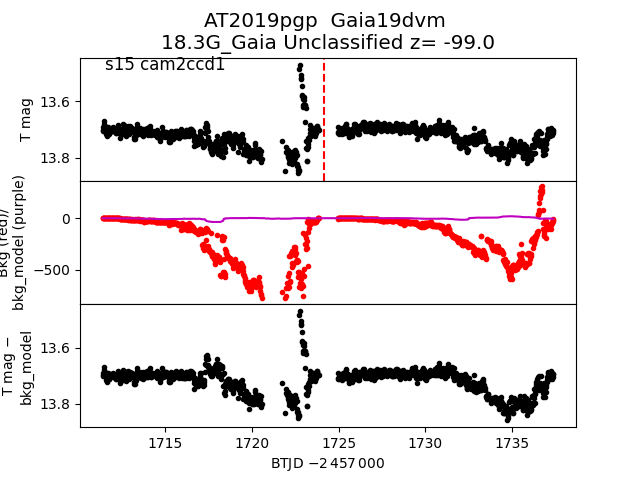 AT2019pgp  Gaia19dvm
18.3G_Gaia Unclassified z= -99.0
s15 cam2ccd1
T mag
13.6
13.8
Bkg (red)/
bkg_model (purple)
0
−500
T mag −
bkg_model
13.6
13.8
1715 1720 1725 1730 1735
BTJD −2 457 000